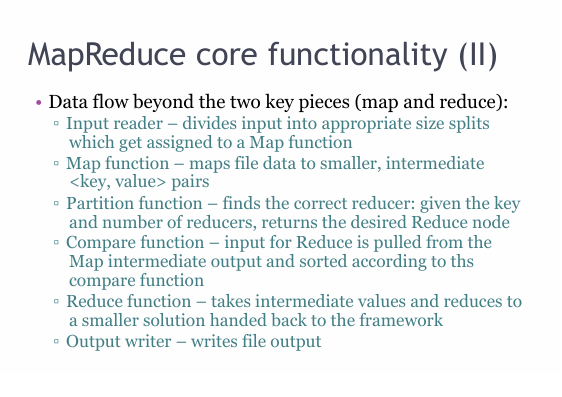 MapReduce core functionality (II)
• Data flow beyond the two key pieces (map and reduce):
▫ Input reader – divides input into appropriate size splits
which get assigned to a Map function
▫ Map function – maps file data to smaller, intermediate
<key, value> pairs
▫ Partition function – finds the correct reducer: given the key
and number of reducers, returns the desired Reduce node
▫ Compare function – input for Reduce is pulled from the
Map intermediate output and sorted according to ths
compare function
▫ Reduce function – takes intermediate values and reduces to
a smaller solution handed back to the framework
▫ Output writer – writes file output